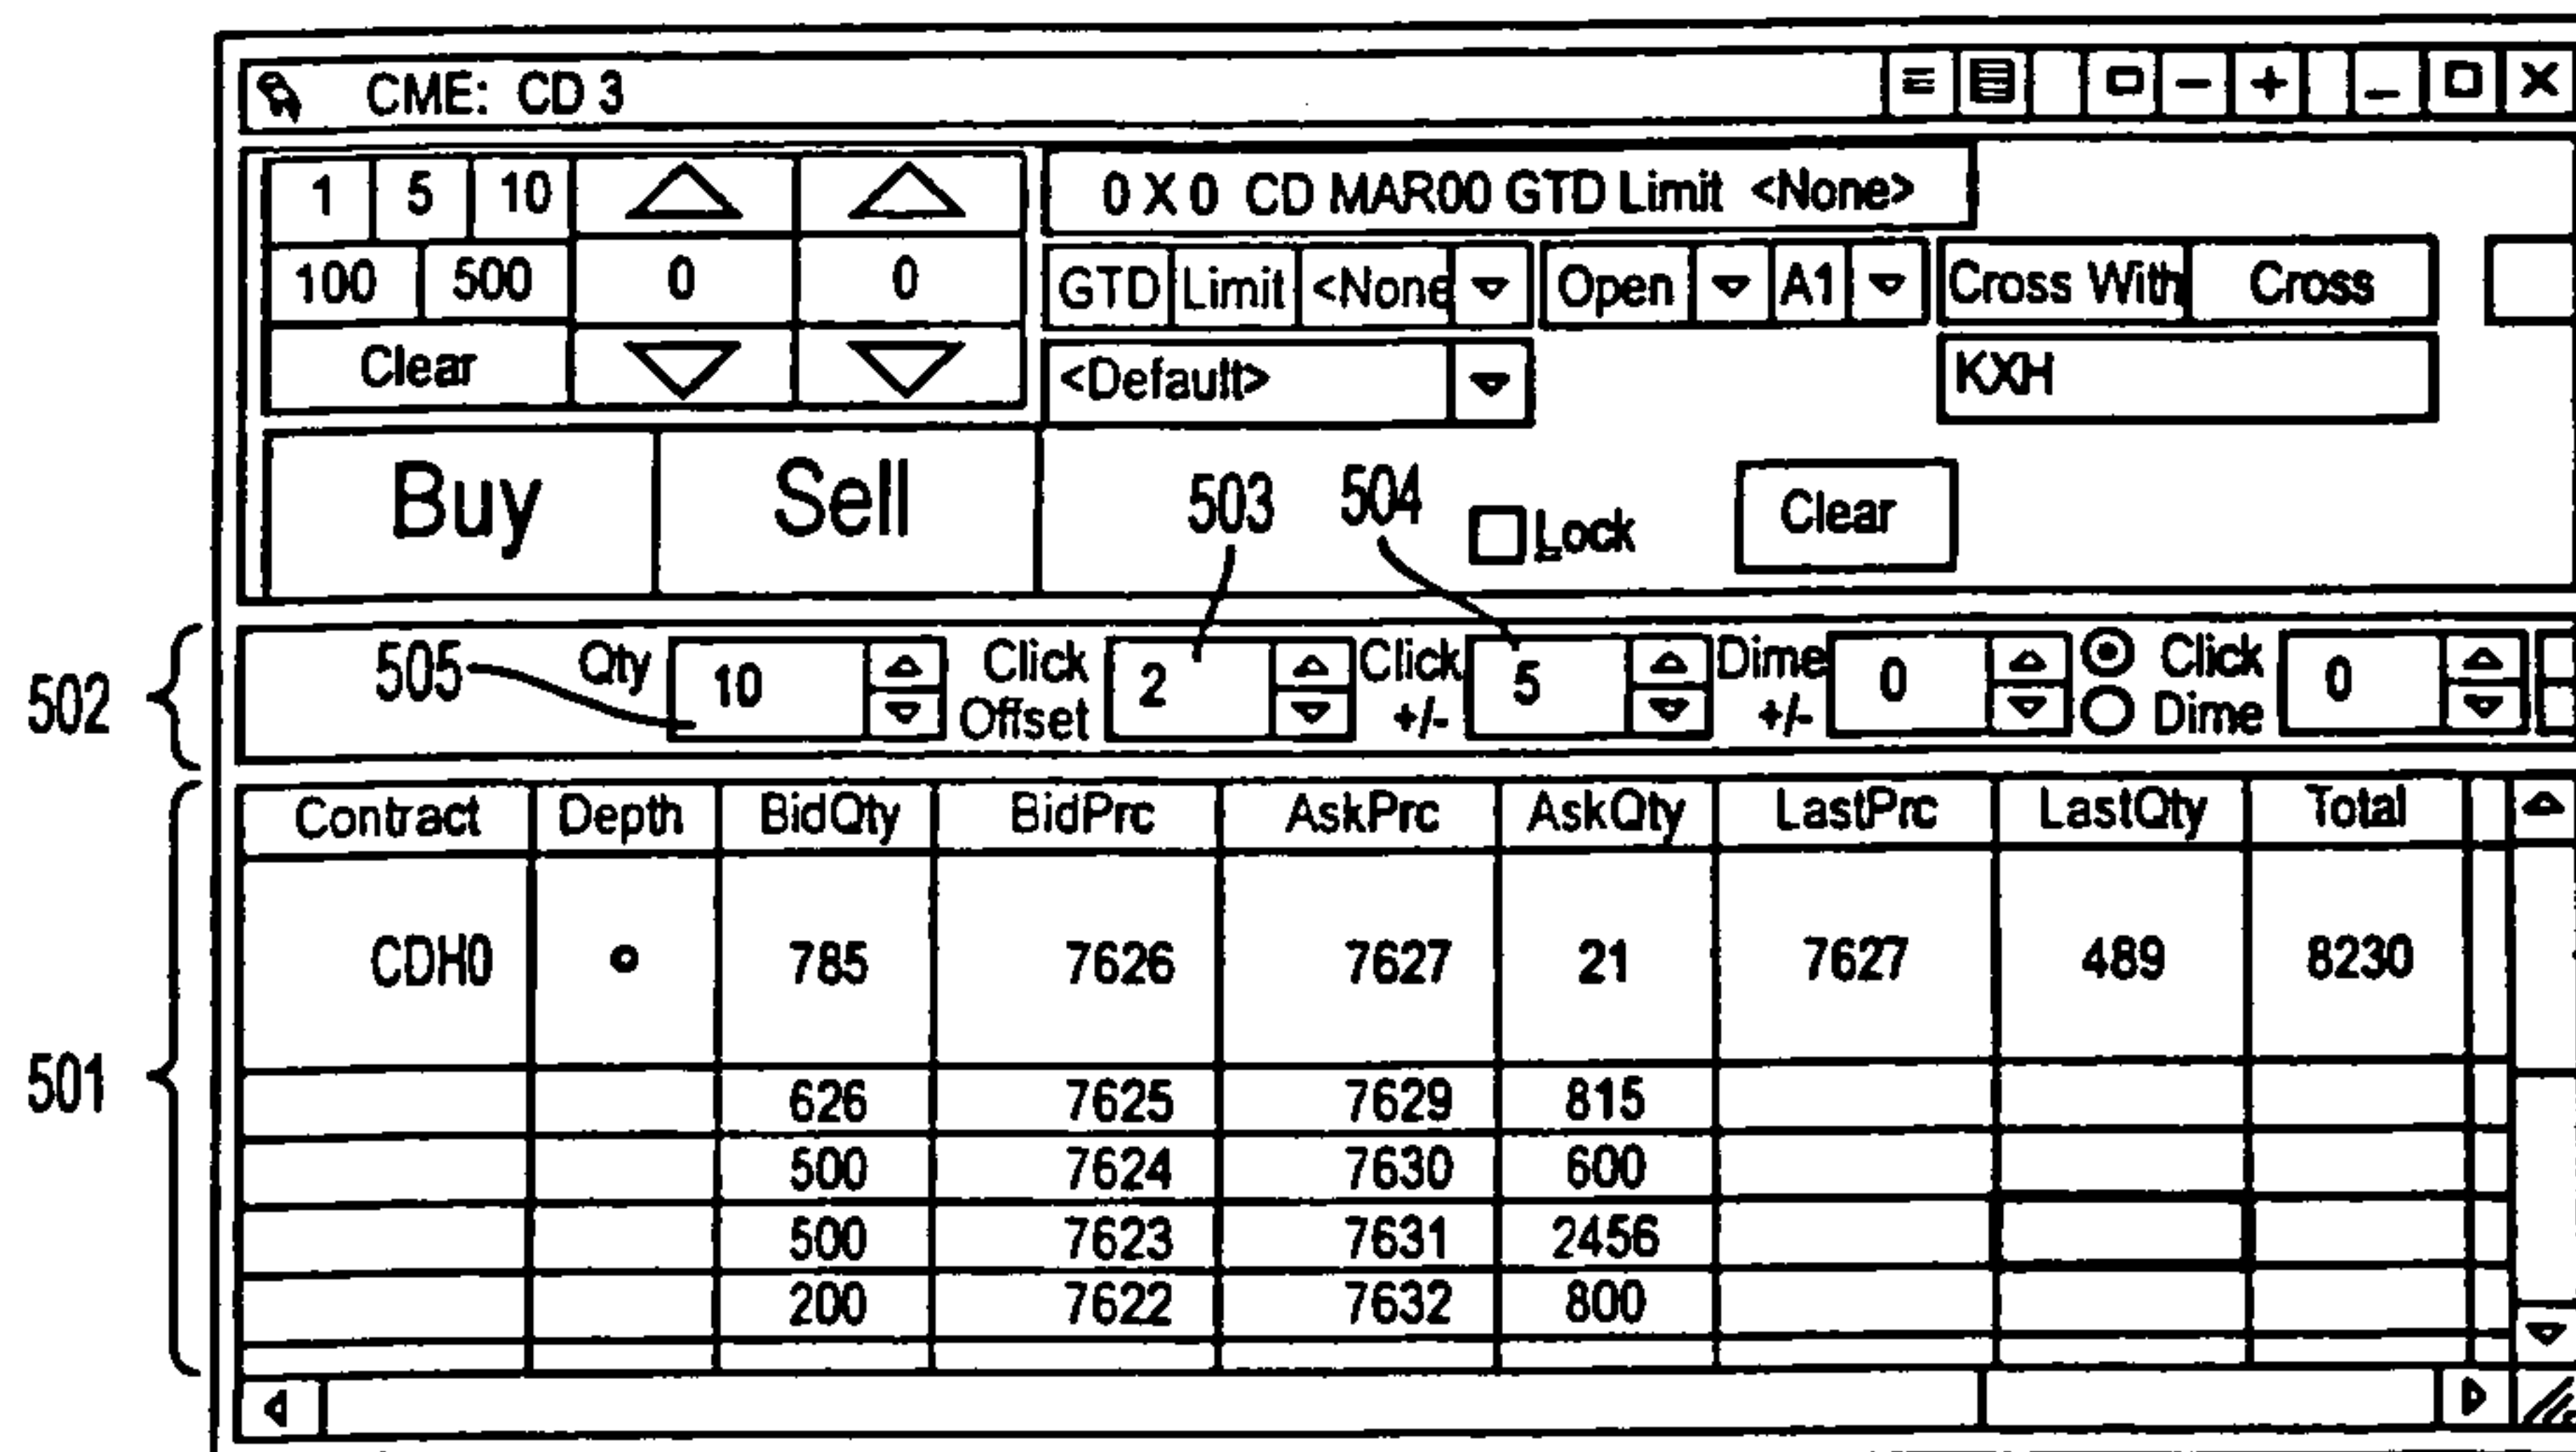 CME: CD 3
1 5 10
0 X 0 CD MAR00 GTD Limit <None>
100 500 0 0
GTD Limit <None Open A1 Cross With Cross
Clear
<Default> KXH
Buy Sell 503 504 Lock Clear
502 505 Qty 10 Click Offset 2 Click +/- 5 Dime +/- 0 Click Dime 0
Contract Depth BidQty BidPrc AskPrc AskQty LastPrc LastQty Total
CDH0 785 7626 7627 21 7627 489 8230
501
626 7625 7629 815
500 7624 7630 600
500 7623 7631 2456
200 7622 7632 800